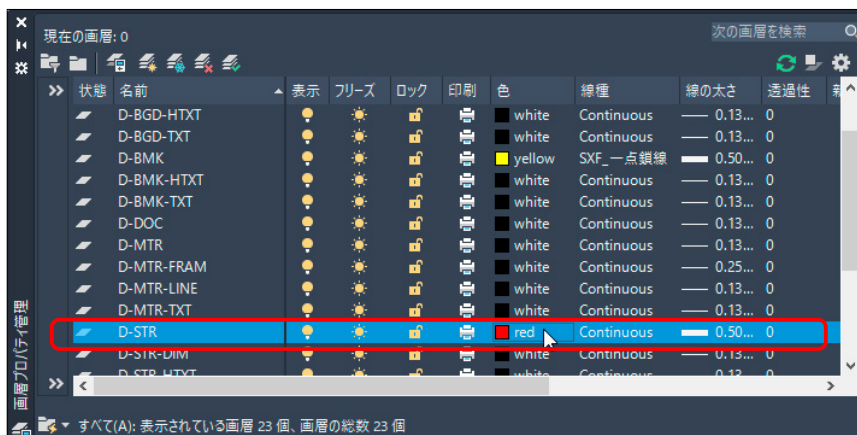 現在の画層: 0
次の画層を検索
状態 名前 表示 フリーズ ロック 印刷 色 線種 線の太さ 透過性 新
D-BGD-HTXT white Continuous 0.13... 0
D-BGD-TXT white Continuous 0.13... 0
D-BMK yellow SXF_一点鎖線 0.50... 0
D-BMK-HTXT white Continuous 0.13... 0
D-BMK-TXT white Continuous 0.13... 0
D-DOC white Continuous 0.13... 0
D-MTR white Continuous 0.13... 0
D-MTR-FRAM white Continuous 0.25... 0
D-MTR-LINE white Continuous 0.13... 0
D-MTR-TXT white Continuous 0.13... 0
D-STR red Continuous 0.50... 0
D-STR-DIM white Continuous 0.13... 0
D-STR-HTXT white Continuous 0.13... 0
画層プロパティ管理
すべて(A): 表示されている画層 23 個、画層の総数 23 個